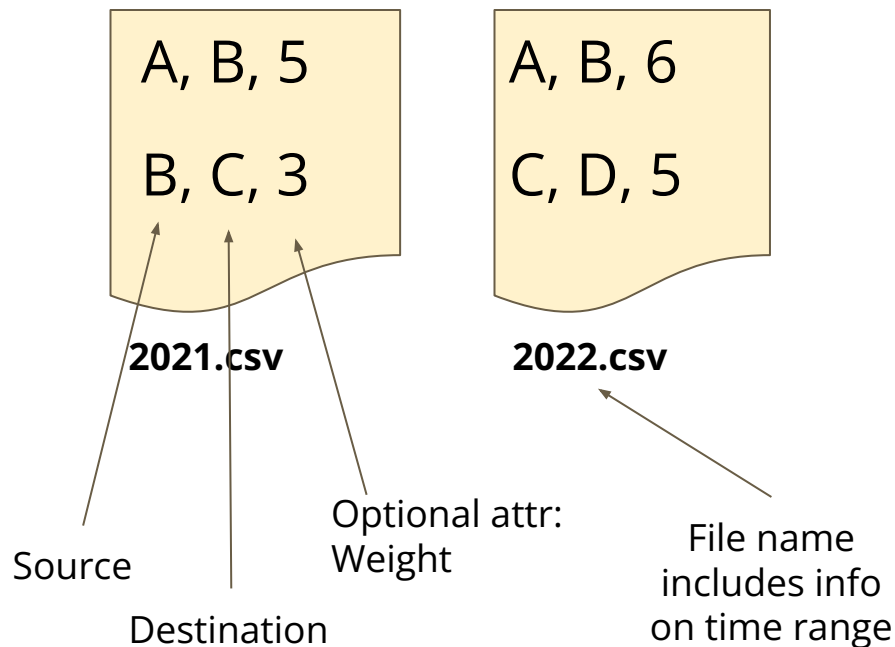 A, B, 5
B, C, 3
2021.csv
A, B, 6
C, D, 5
2022.csv
Source
Destination
Optional attr:
Weight
File name
includes info
on time range